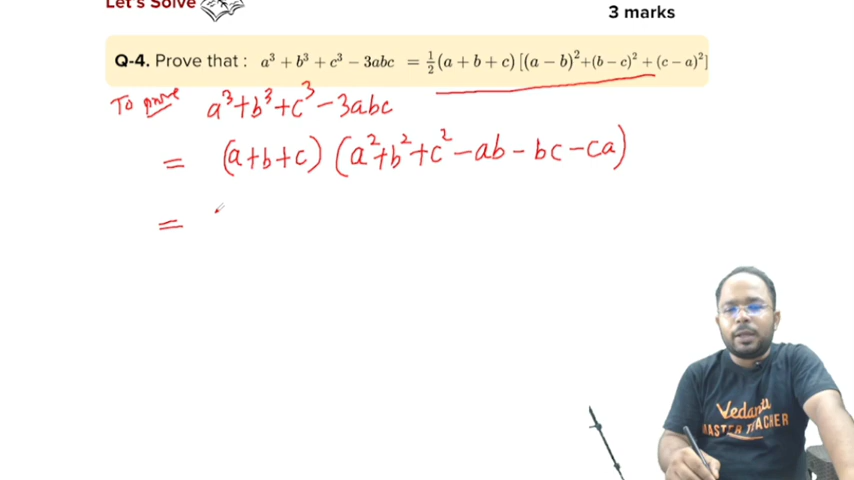 Let's Solve
3 marks
Q-4. Prove that : a³ + b³ + c³ − 3abc = ½(a + b + c) [(a − b)²+(b − c)² + (c − a)²]
To prove a³+b³+c³−3abc
= (a+b+c) (a²+b²+c²−ab−bc−ca)
=
Vedantu
MASTER TEACHER